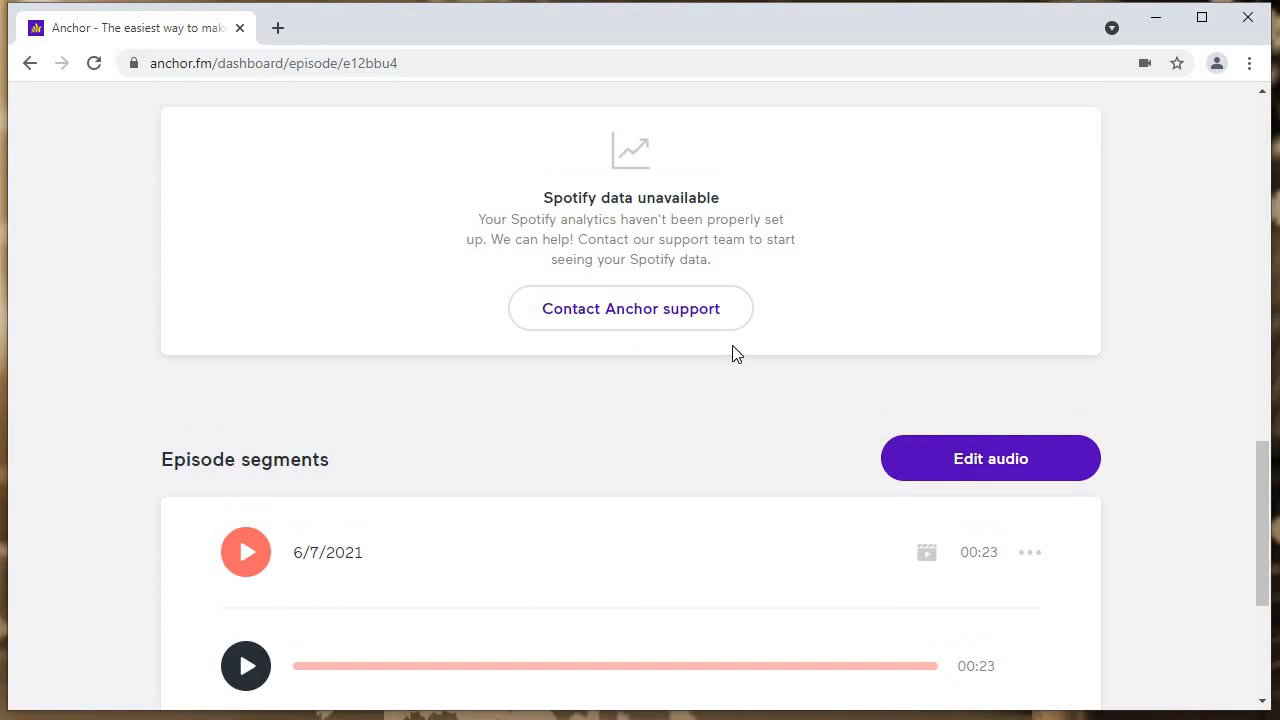 Anchor - The easiest way to mak
anchor.fm/dashboard/episode/e12bbu4
Spotify data unavailable
Your Spotify analytics haven't been properly set
up. We can help! Contact our support team to start
seeing your Spotify data.
Contact Anchor support
Episode segments
Edit audio
6/7/2021
00:23
00:23